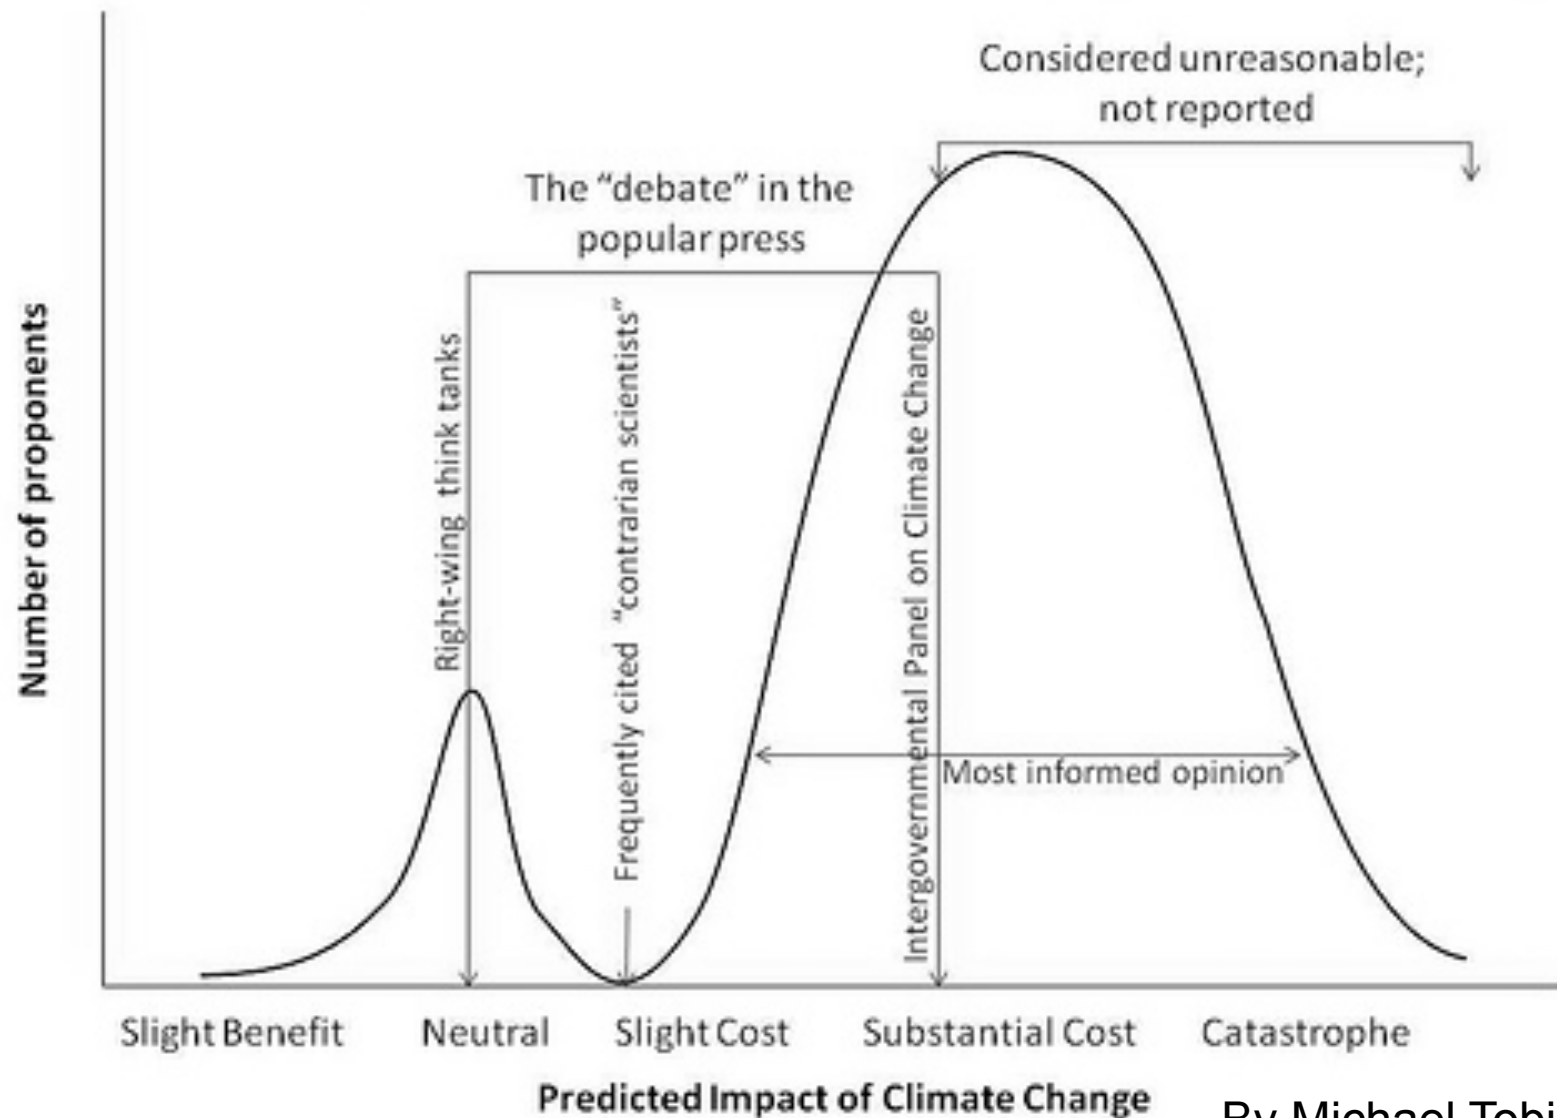 Considered unreasonable;
not reported
The “debate” in the
popular press
Number of proponents
Right-wing think tanks
Frequently cited “contrarian scientists”
Intergovernmental Panel on Climate Change
Most informed opinion
Slight Benefit
Neutral
Slight Cost
Substantial Cost
Catastrophe
Predicted Impact of Climate Change
By Michael